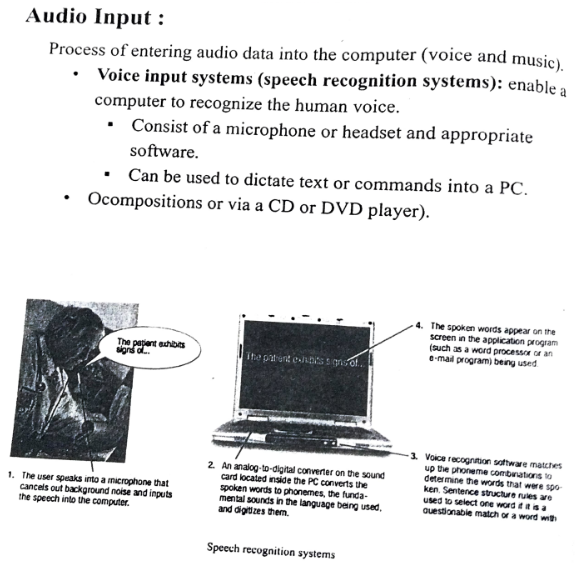 Audio Input :
Process of entering audio data into the computer (voice and music).
• Voice input systems (speech recognition systems): enable a
computer to recognize the human voice.
▪ Consist of a microphone or headset and appropriate
software.
▪ Can be used to dictate text or commands into a PC.
• Ocompositions or via a CD or DVD player).
The patient exhibits
signs of...
1. The user speaks into a microphone that
cancels out background noise and inputs
the speech into the computer.
The patient exhibits signs of...
2. An analog-to-digital converter on the sound
card located inside the PC converts the
spoken words to phonemes, the funda-
mental sounds in the language being used,
and digitizes them.
4. The spoken words appear on the
screen in the application program
(such as a word processor or an
e-mail program) being used.
3. Voice recognition software matches
up the phoneme combinations to
determine the words that were spo-
ken. Sentence structure rules are
used to select one word if it is a
questionable match or a word with
Speech recognition systems